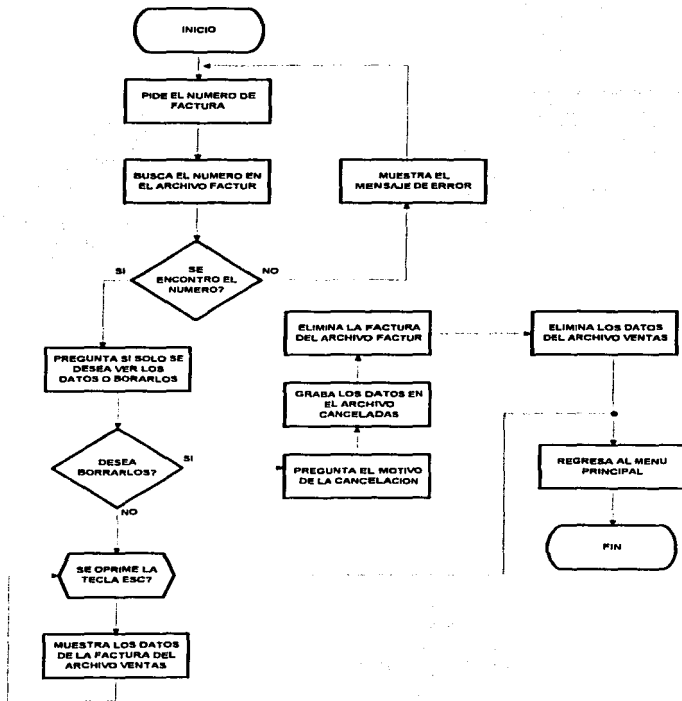 INICIO
PIDE EL NUMERO DE
FACTURA
BUSCA EL NUMERO EN
EL ARCHIVO FACTUR
MUESTRA EL
MENSAJE DE ERROR
SE
ENCONTRO EL
NUMERO?
SI
NO
PREGUNTA SI SOLO SE
DESEA VER LOS
DATOS O BORARLOS
DESEA
BORRARLOS?
SI
NO
PREGUNTA EL MOTIVO
DE LA CANCELACION
GRABA LOS DATOS EN
EL ARCHIVO
CANCELADAS
ELIMINA LA FACTURA
DEL ARCHIVO FACTUR
ELIMINA LOS DATOS
DEL ARCHIVO VENTAS
REGRESA AL MENU
PRINCIPAL
FIN
SE OPRIME LA
TECLA ESC?
MUESTRA LOS DATOS
DE LA FACTURA DEL
ARCHIVO VENTAS